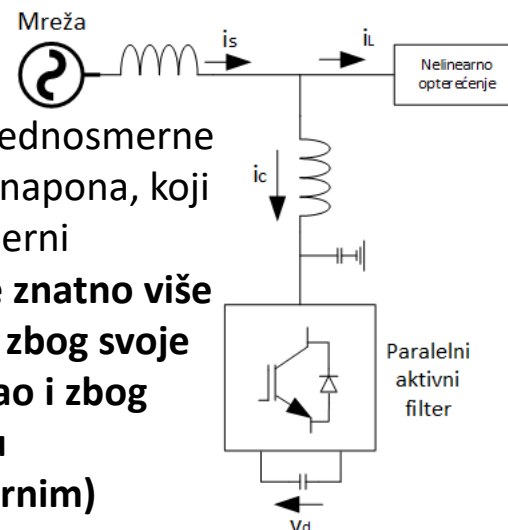 Mreža
is
iL
Nelinearno
opterećenje
ednosmerne
napona, koji
ic
erni
e znatno više
zbog svoje
Paralelni
ao i zbog
aktivni
filter
rnim)
Vd